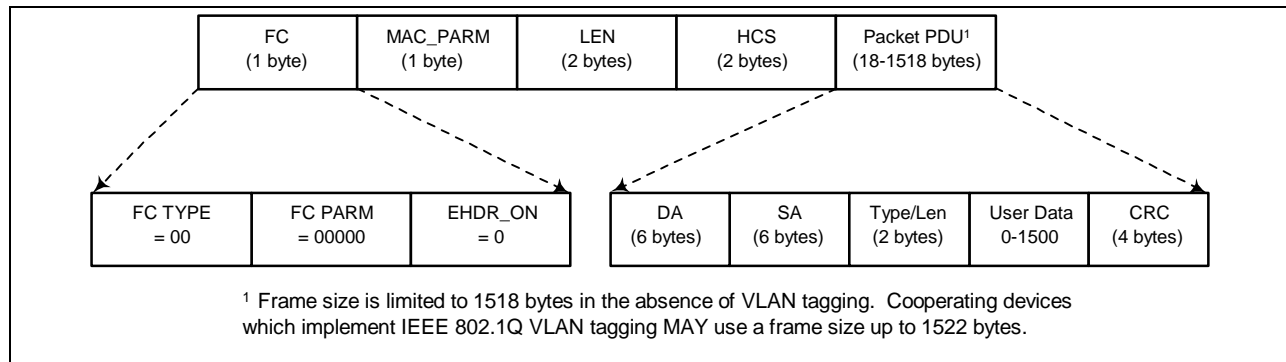 FC
(1 byte)
MAC_PARM
(1 byte)
LEN
(2 bytes)
HCS
(2 bytes)
Packet PDU¹
(18-1518 bytes)
FC TYPE
= 00
FC PARM
= 00000
EHDR_ON
= 0
DA
(6 bytes)
SA
(6 bytes)
Type/Len
(2 bytes)
User Data
0-1500
CRC
(4 bytes)
¹ Frame size is limited to 1518 bytes in the absence of VLAN tagging. Cooperating devices
which implement IEEE 802.1Q VLAN tagging MAY use a frame size up to 1522 bytes.